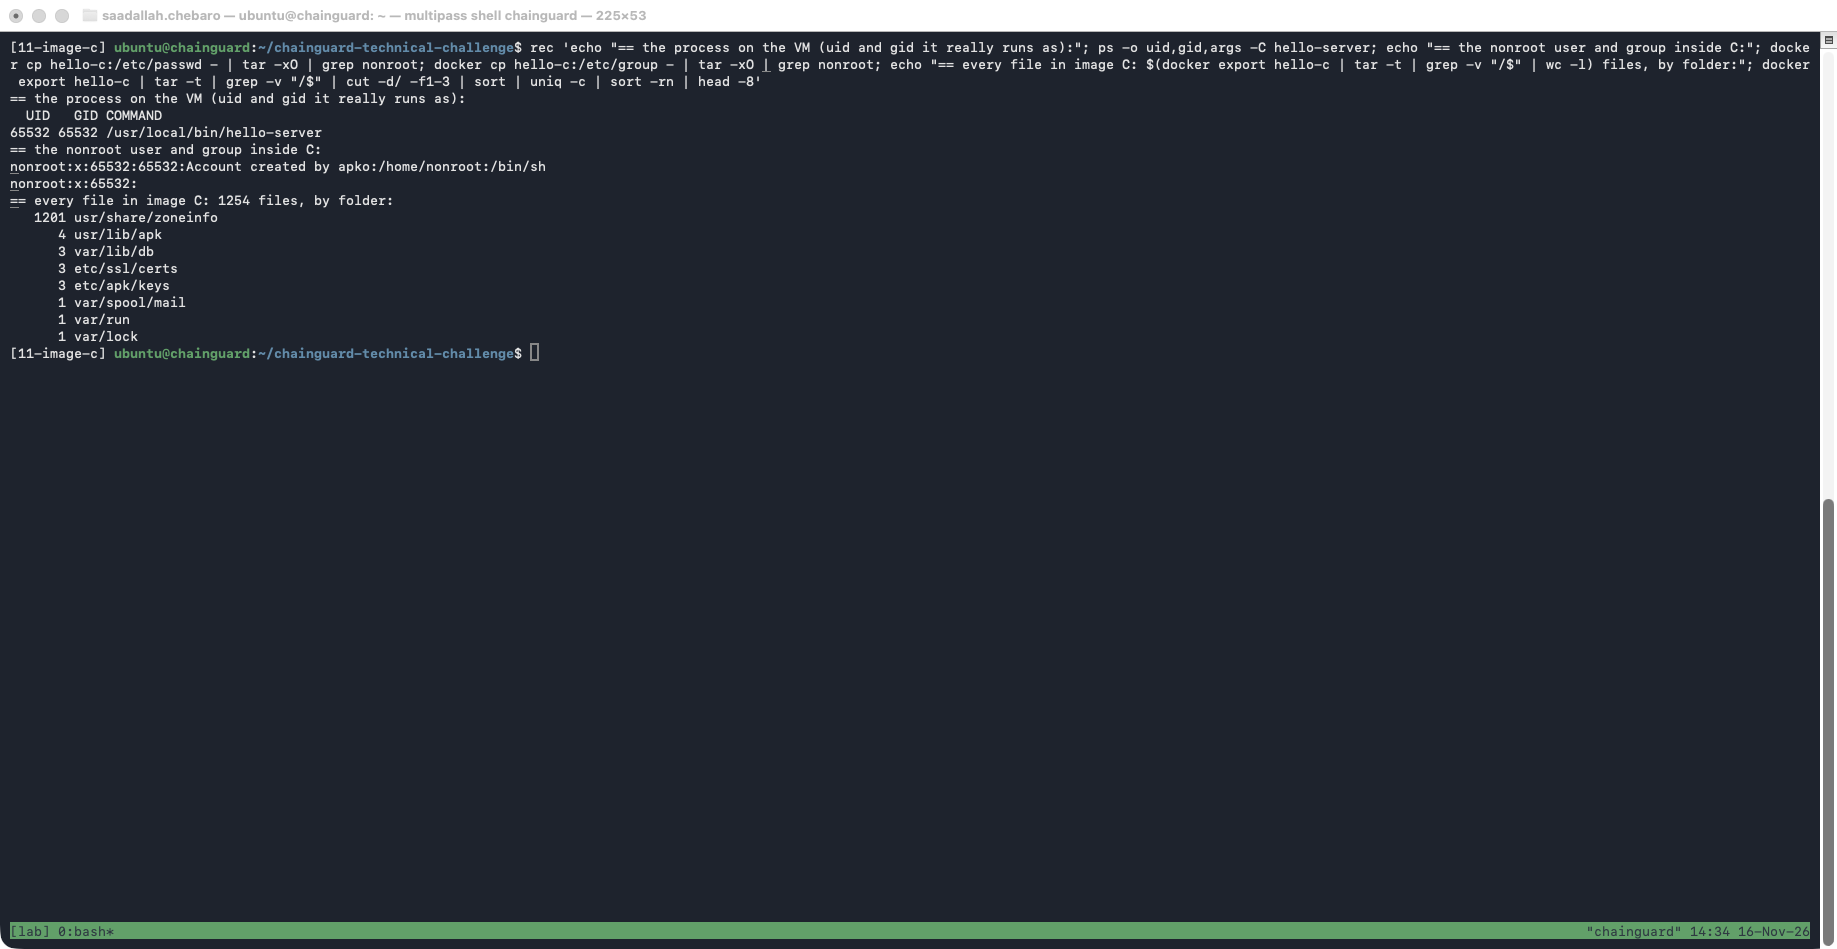 saadallah.chebaro — ubuntu@chainguard: ~ — multipass shell chainguard — 225×53
[11-image-c] ubuntu@chainguard:~/chainguard-technical-challenge$ rec 'echo "== the process on the VM (uid and gid it really runs as):"; ps -o uid,gid,args -C hello-server; echo "== the nonroot user and group inside C:"; docke
r cp hello-c:/etc/passwd - | tar -xO | grep nonroot; docker cp hello-c:/etc/group - | tar -xO | grep nonroot; echo "== every file in image C: $(docker export hello-c | tar -t | grep -v "/$" | wc -l) files, by folder:"; docker
 export hello-c | tar -t | grep -v "/$" | cut -d/ -f1-3 | sort | uniq -c | sort -rn | head -8'
== the process on the VM (uid and gid it really runs as):
  UID   GID COMMAND
65532 65532 /usr/local/bin/hello-server
== the nonroot user and group inside C:
nonroot:x:65532:65532:Account created by apko:/home/nonroot:/bin/sh
nonroot:x:65532:
== every file in image C: 1254 files, by folder:
   1201 usr/share/zoneinfo
      4 usr/lib/apk
      3 var/lib/db
      3 etc/ssl/certs
      3 etc/apk/keys
      1 var/spool/mail
      1 var/run
      1 var/lock
[11-image-c] ubuntu@chainguard:~/chainguard-technical-challenge$
[lab] 0:bash* "chainguard" 14:34 16-Nov-26